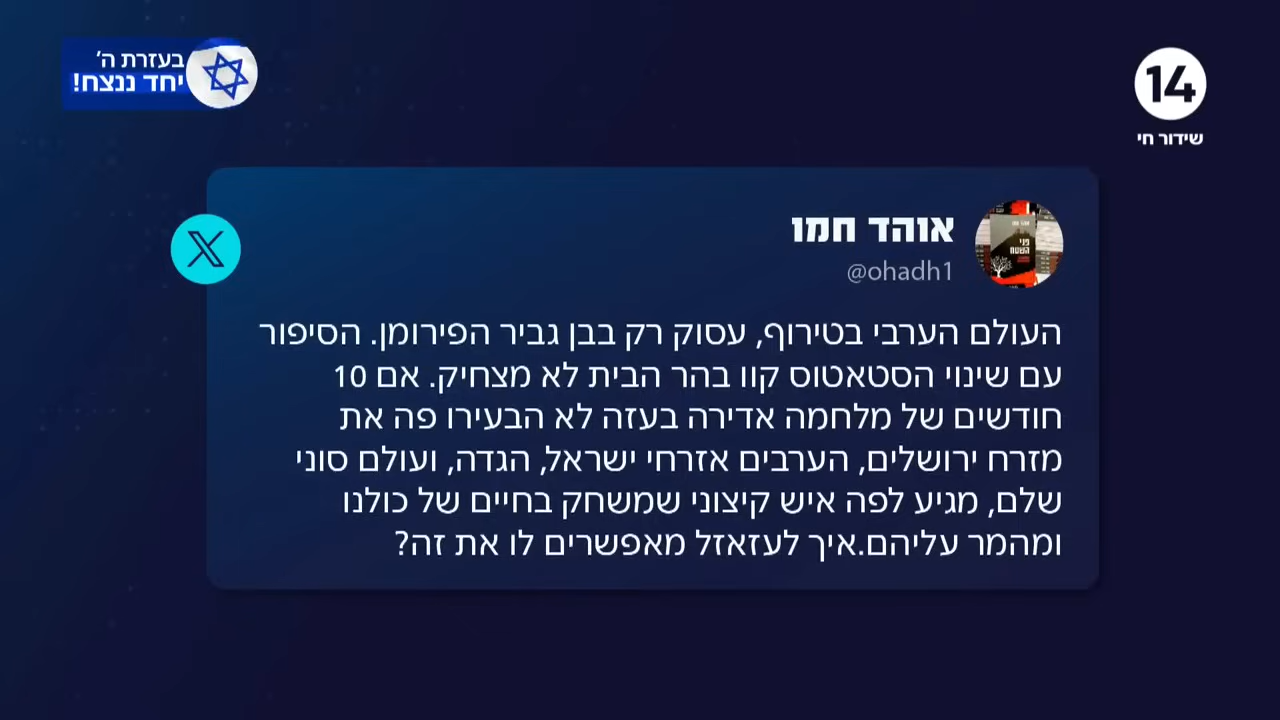 בעזרת ה'
יחד ננצח!
14
שידור חי
אוהד חמו
@ohadh1
פני
השטח
העולם הערבי בטירוף, עסוק רק בבן גביר הפירומן. הסיפור
עם שינוי הסטאטוס קוו בהר הבית לא מצחיק. אם 10
חודשים של מלחמה אדירה בעזה לא הבעירו פה את
מזרח ירושלים, הערבים אזרחי ישראל, הגדה, ועולם סוני
שלם, מגיע לפה איש קיצוני שמשחק בחיים של כולנו
ומהמר עליהם.איך לעזאזל מאפשרים לו את זה?